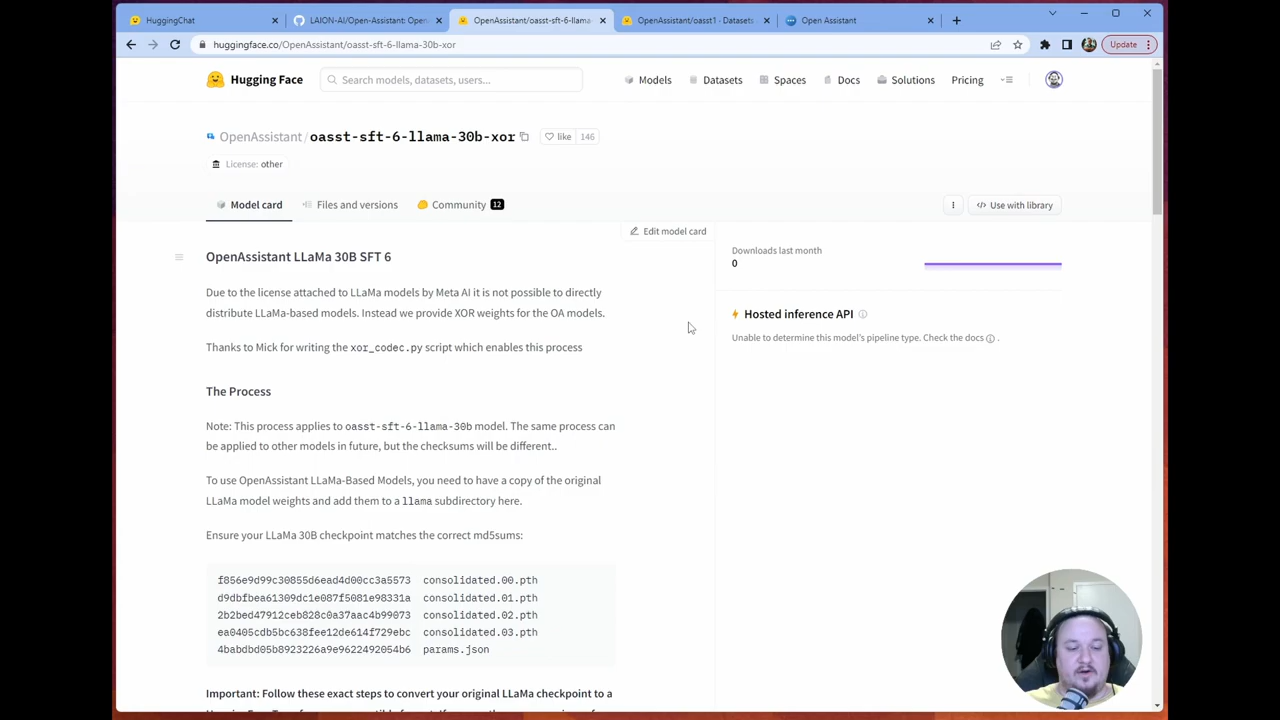 HuggingChat
LAION-AI/Open-Assistant: Open
OpenAssistant/oasst-sft-6-llama-
OpenAssistant/oasst1 · Datasets
Open Assistant
huggingface.co/OpenAssistant/oasst-sft-6-llama-30b-xor
Update
Hugging Face
Search models, datasets, users...
Models
Datasets
Spaces
Docs
Solutions
Pricing
OpenAssistant/oasst-sft-6-llama-30b-xor
like 146
License: other
Model card
Files and versions
Community 12
Use with library
Edit model card
Downloads last month
0
OpenAssistant LLaMa 30B SFT 6
Due to the license attached to LLaMa models by Meta AI it is not possible to directly
distribute LLaMa-based models. Instead we provide XOR weights for the OA models.
Thanks to Mick for writing the xor_codec.py script which enables this process
Hosted inference API
Unable to determine this model's pipeline type. Check the docs .
The Process
Note: This process applies to oasst-sft-6-llama-30b model. The same process can
be applied to other models in future, but the checksums will be different..
To use OpenAssistant LLaMa-Based Models, you need to have a copy of the original
LLaMa model weights and add them to a llama subdirectory here.
Ensure your LLaMa 30B checkpoint matches the correct md5sums:
f856e9d99c30855d6ead4d00cc3a5573 consolidated.00.pth
d9dbfbea61309dc1e087f5081e98331a consolidated.01.pth
2b2bed47912ceb828c0a37aac4b99073 consolidated.02.pth
ea0405cdb5bc638fee12de614f729ebc consolidated.03.pth
4babdbd05b8923226a9e9622492054b6 params.json
Important: Follow these exact steps to convert your original LLaMa checkpoint to a